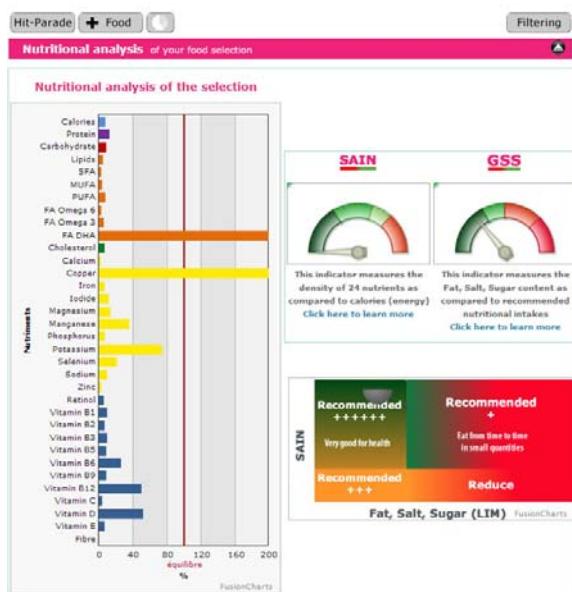 Hit-Parade
+ Food
Filtering
Nutritional analysis of your food selection
Nutritional analysis of the selection
Nutriments
Calories
Protein
Carbohydrate
Lipids
SFA
MUFA
PUFA
FA Omega 6
FA Omega 3
FA DHA
Cholesterol
Calcium
Copper
Iron
Iodide
Magnesium
Manganese
Phosphorus
Potassium
Selenium
Sodium
Zinc
Retinol
Vitamin B1
Vitamin B2
Vitamin B3
Vitamin B5
Vitamin B6
Vitamin B9
Vitamin B12
Vitamin C
Vitamin D
Vitamin E
Fibre
0 40 80 120 160 200
équilibre
%
FusionCharts
SAIN
This indicator measures the
density of 24 nutrients as
compared to calories (energy)
Click here to learn more
GSS
This indicator measures the
Fat, Salt, Sugar content as
compared to recommended
nutritional intakes
Click here to learn more
SAIN
Recommended
++++++
Very good for health
Recommended
+
Eat from time to time
in small quantities
Recommended
+++
Reduce
Fat, Salt, Sugar (LIM)
FusionCharts